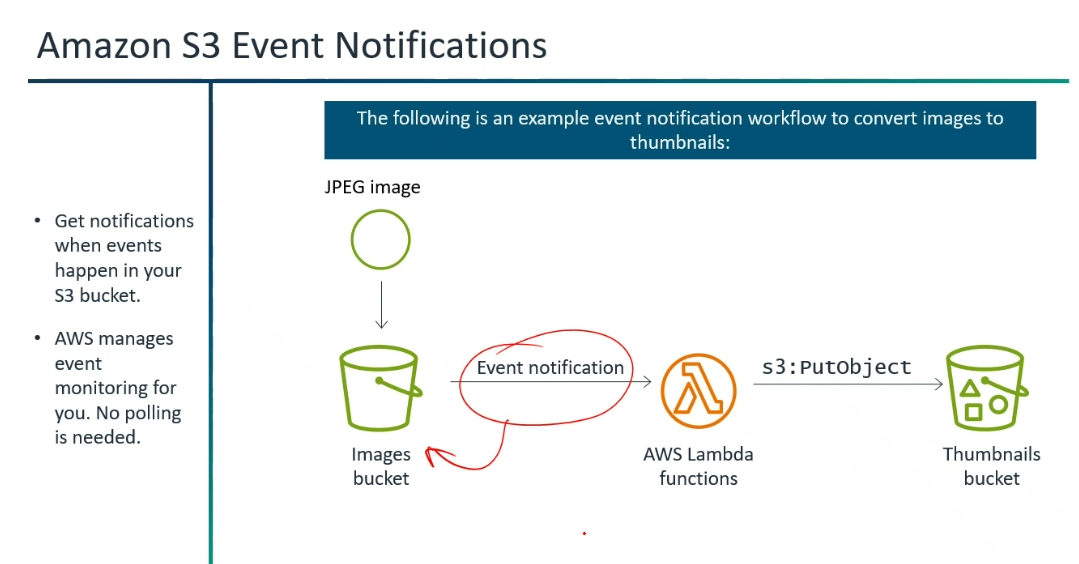 Amazon S3 Event Notifications
The following is an example event notification workflow to convert images to
thumbnails:
• Get notifications
when events
happen in your
S3 bucket.
• AWS manages
event
monitoring for
you. No polling
is needed.
JPEG image
Event notification
s3:PutObject
Images
bucket
AWS Lambda
functions
Thumbnails
bucket